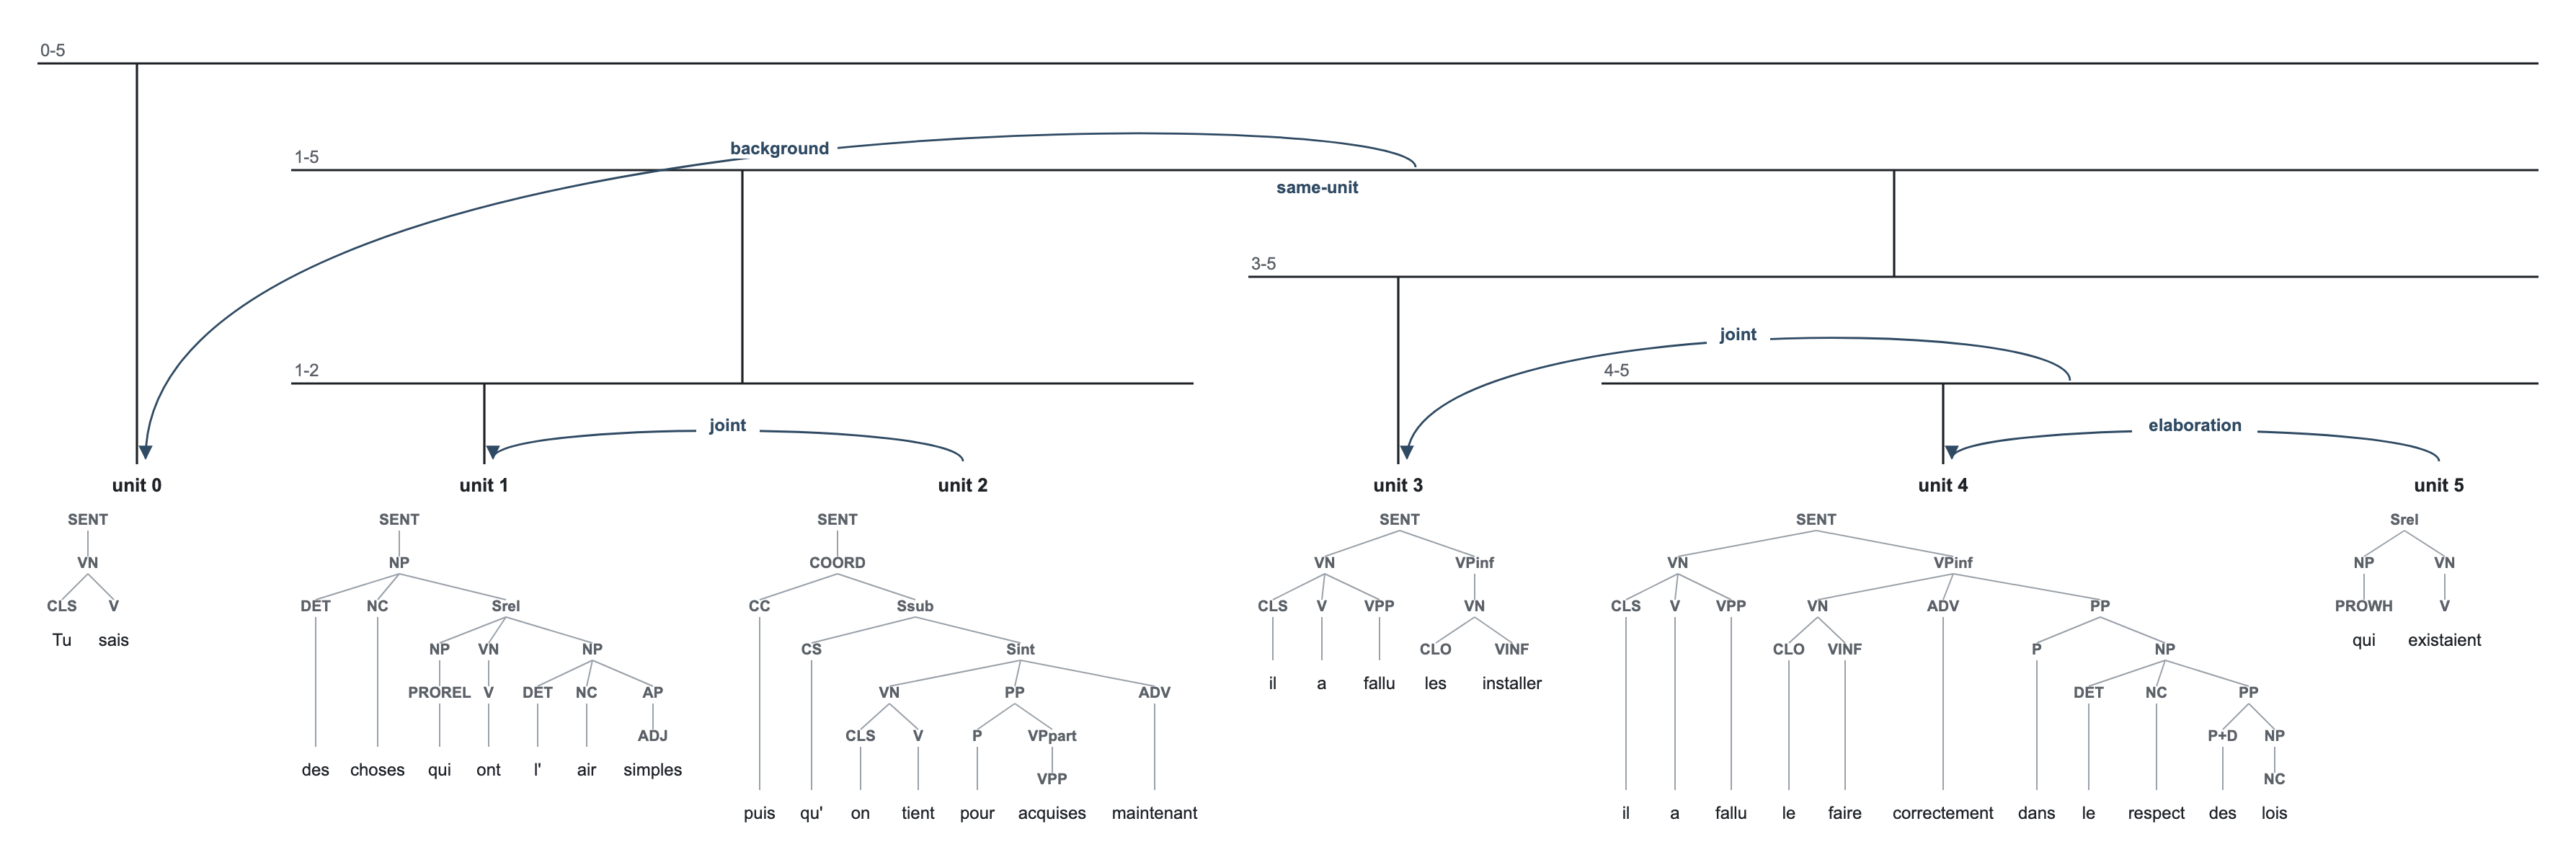 0-5
background
1-5
same-unit
3-5
joint
1-2
4-5
joint
elaboration
unit 0 unit 1 unit 2 unit 3 unit 4 unit 5
SENT SENT SENT SENT SENT Srel
VN NP COORD VN VPinf VN VPinf NP VN
CLS V DET NC Srel CC Ssub CLS V VPP VN CLS V VPP VN ADV PP PROWH V
Tu sais qui existaient
NP VN NP CS Sint CLO VINF CLO VINF P NP
il a fallu les installer
PROREL V DET NC AP VN PP ADV DET NC PP
ADJ CLS V P VPpart P+D NP
des choses qui ont l' air simples
VPP NC
puis qu' on tient pour acquises maintenant il a fallu le faire correctement dans le respect des lois